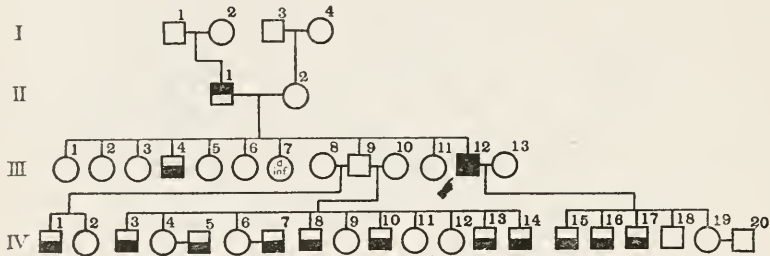 I 1 2 3 4
II 1 2
III 1 2 3 4 5 6 7 8 9 10 11 12 13
d
inf
IV 1 2 3 4 5 6 7 8 9 10 11 12 13 14 15 16 17 18 19 20